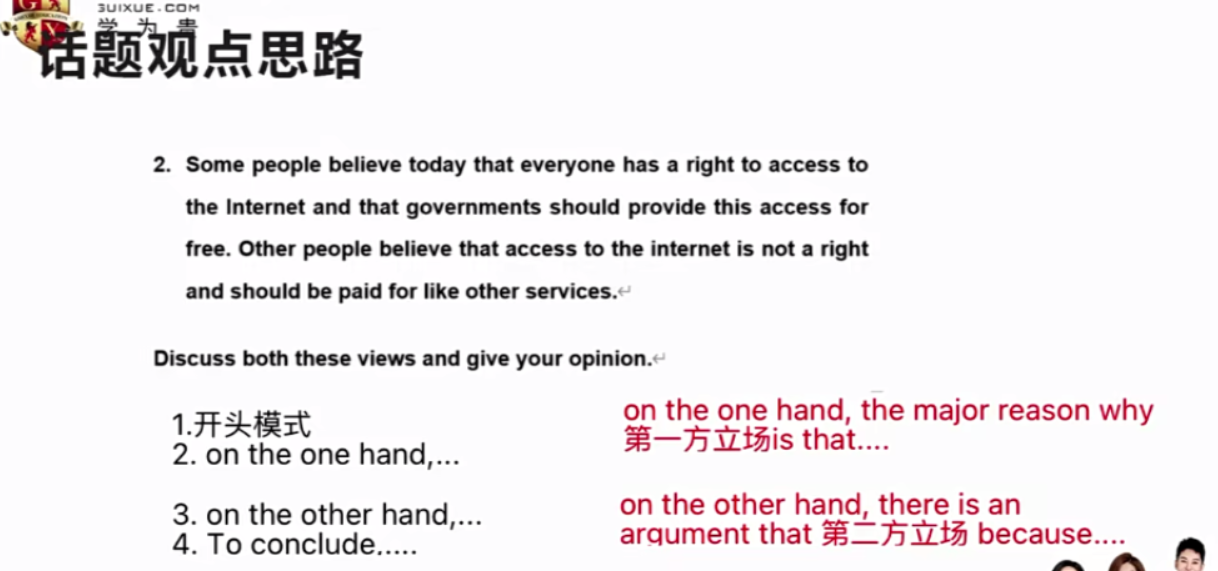 GUIXUE.COM
学为贵
话题观点思路
2. Some people believe today that everyone has a right to access to
the Internet and that governments should provide this access for
free. Other people believe that access to the internet is not a right
and should be paid for like other services.↵
Discuss both these views and give your opinion.↵
1.开头模式
2. on the one hand,...
3. on the other hand,...
4. To conclude,....
on the one hand, the major reason why
第一方立场is that....
on the other hand, there is an
argument that 第二方立场 because....